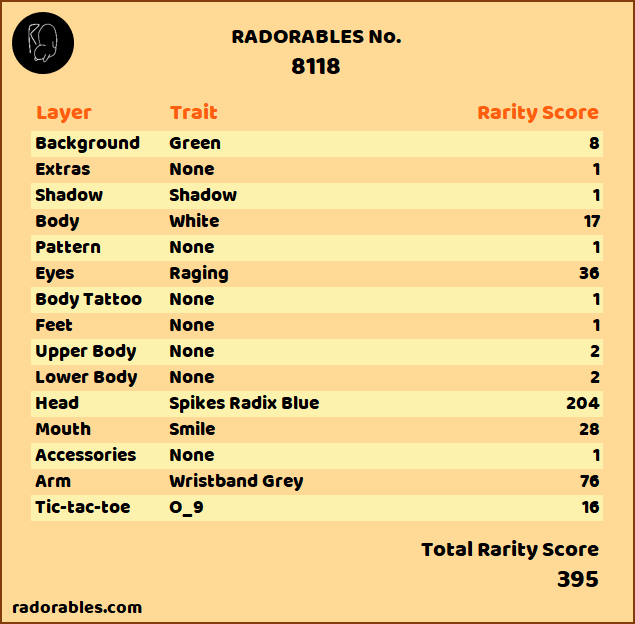 RADORABLES No.
8118
Layer Trait Rarity Score
Background Green 8
Extras None 1
Shadow Shadow 1
Body White 17
Pattern None 1
Eyes Raging 36
Body Tattoo None 1
Feet None 1
Upper Body None 2
Lower Body None 2
Head Spikes Radix Blue 204
Mouth Smile 28
Accessories None 1
Arm Wristband Grey 76
Tic-tac-toe O_9 16
Total Rarity Score
395
radorables.com